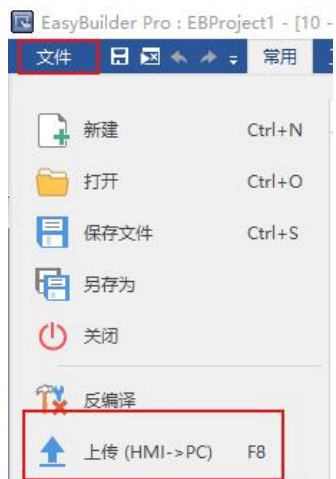 EasyBuilder Pro : EBProject1 - [10 -
文件 常用
新建 Ctrl+N
打开 Ctrl+O
保存文件 Ctrl+S
另存为
关闭
反编译
上传 (HMI->PC) F8